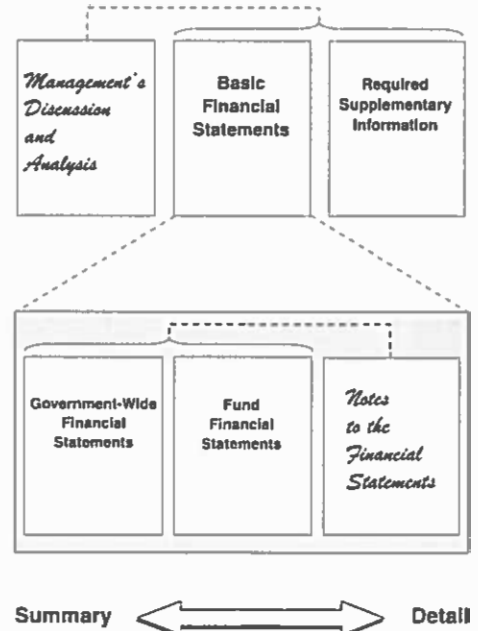 Management's
Discussion
and
Analysis
Basic
Financial
Statements
Required
Supplementary
Information
Government-Wide
Financial
Statements
Fund
Financial
Statements
Notes
to the
Financial
Statements
Summary
Detail